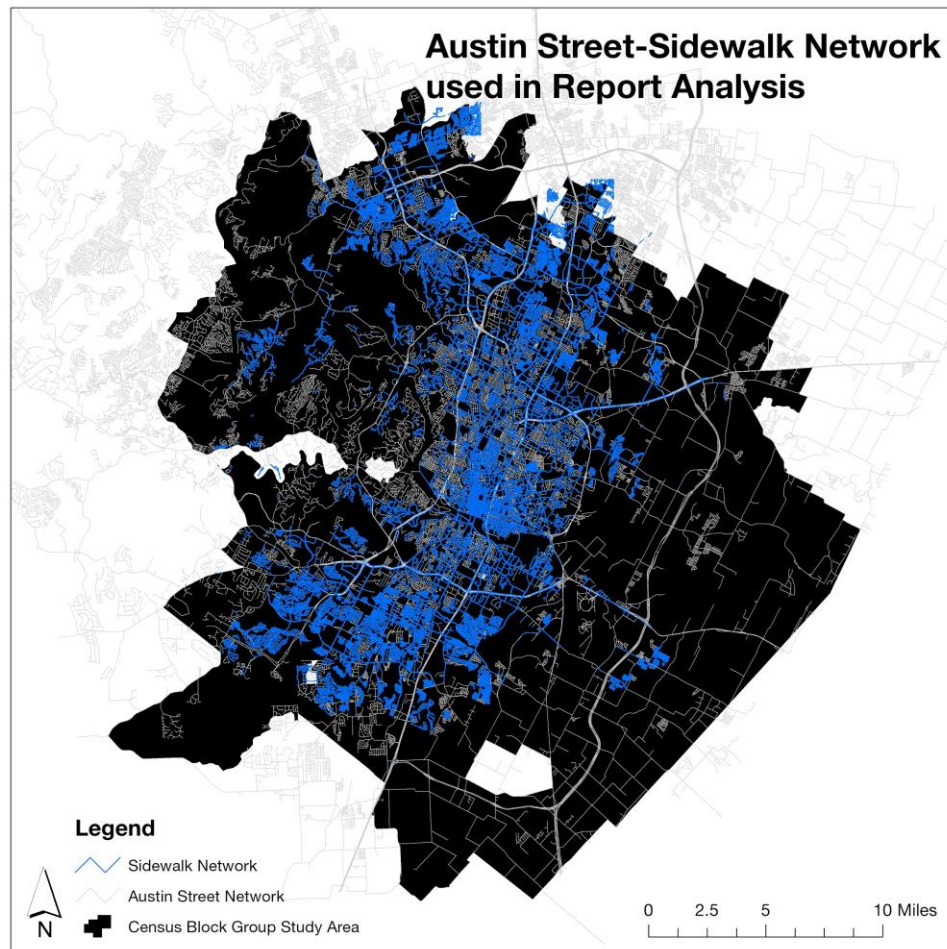 Austin Street-Sidewalk Network
used in Report Analysis
Legend
Sidewalk Network
Austin Street Network
Census Block Group Study Area
N
0 2.5 5 10 Miles